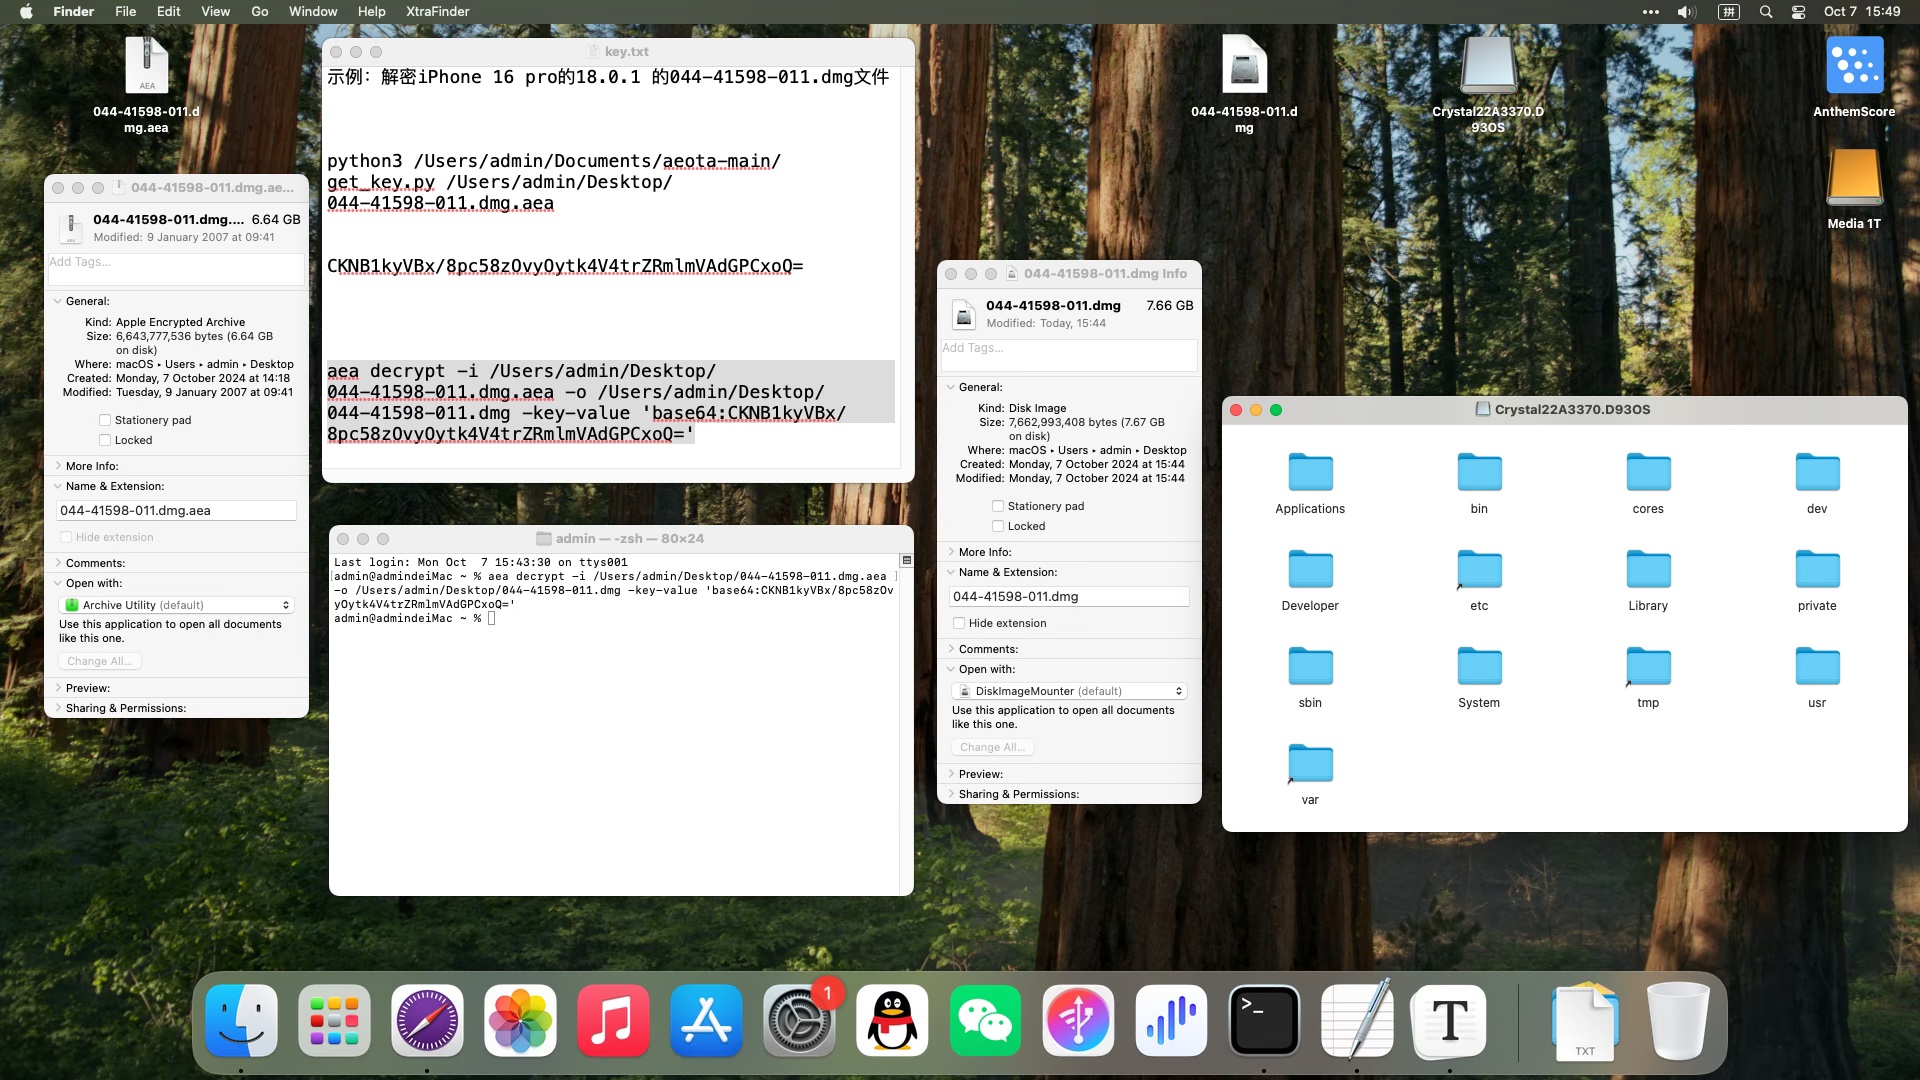 Finder File Edit View Go Window Help XtraFinder
拼 Oct 7 15:49
AEA
044-41598-011.d
mg.aea
044-41598-011.dmg.ae...
044-41598-011.dmg.... 6.64 GB
Modified: 9 January 2007 at 09:41
Add Tags...
General:
Kind: Apple Encrypted Archive
Size: 6,643,777,536 bytes (6.64 GB
on disk)
Where: macOS ▸ Users ▸ admin ▸ Desktop
Created: Monday, 7 October 2024 at 14:18
Modified: Tuesday, 9 January 2007 at 09:41
Stationery pad
Locked
More Info:
Name & Extension:
044-41598-011.dmg.aea
Hide extension
Comments:
Open with:
Archive Utility (default)
Use this application to open all documents
like this one.
Change All...
Preview:
Sharing & Permissions:
key.txt
示例：解密iPhone 16 pro的18.0.1 的044-41598-011.dmg文件
python3 /Users/admin/Documents/aeota-main/
get_key.py /Users/admin/Desktop/
044-41598-011.dmg.aea
CKNB1kyVBx/8pc58zOvyOytk4V4trZRmlmVAdGPCxoQ=
aea decrypt -i /Users/admin/Desktop/
044-41598-011.dmg.aea -o /Users/admin/Desktop/
044-41598-011.dmg -key-value 'base64:CKNB1kyVBx/
8pc58zOvyOytk4V4trZRmlmVAdGPCxoQ='
admin — -zsh — 80×24
Last login: Mon Oct  7 15:43:30 on ttys001
[admin@admindeiMac ~ % aea decrypt -i /Users/admin/Desktop/044-41598-011.dmg.aea ]
-o /Users/admin/Desktop/044-41598-011.dmg -key-value 'base64:CKNB1kyVBx/8pc58zOv
yOytk4V4trZRmlmVAdGPCxoQ='
admin@admindeiMac ~ %
044-41598-011.d
mg
Crystal22A3370.D
93OS
AnthemScore
Media 1T
044-41598-011.dmg Info
044-41598-011.dmg 7.66 GB
Modified: Today, 15:44
Add Tags...
General:
Kind: Disk Image
Size: 7,662,993,408 bytes (7.67 GB
on disk)
Where: macOS ▸ Users ▸ admin ▸ Desktop
Created: Monday, 7 October 2024 at 15:44
Modified: Monday, 7 October 2024 at 15:44
Stationery pad
Locked
More Info:
Name & Extension:
044-41598-011.dmg
Hide extension
Comments:
Open with:
DiskImageMounter (default)
Use this application to open all documents
like this one.
Change All...
Preview:
Sharing & Permissions:
Crystal22A3370.D93OS
Applications bin cores dev
Developer etc Library private
sbin System tmp usr
var
1
>_
T
TXT